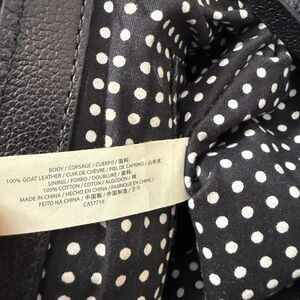 BODY / CORSAGE / CUERPO / 面料:
100% GOAT LEATHER / CUIR DE CHÈVRE / PIEL DE CAPRINO / 山羊皮
LINING / FORRO / DOUBLURE / 里料:
100% COTTON / COTON / ALGODÓN / 棉
MADE IN CHINA / HECHO EN CHINA / FABRIQUÉ EN CHINE /
FEITO NA CHINA / 中国制
CA57710